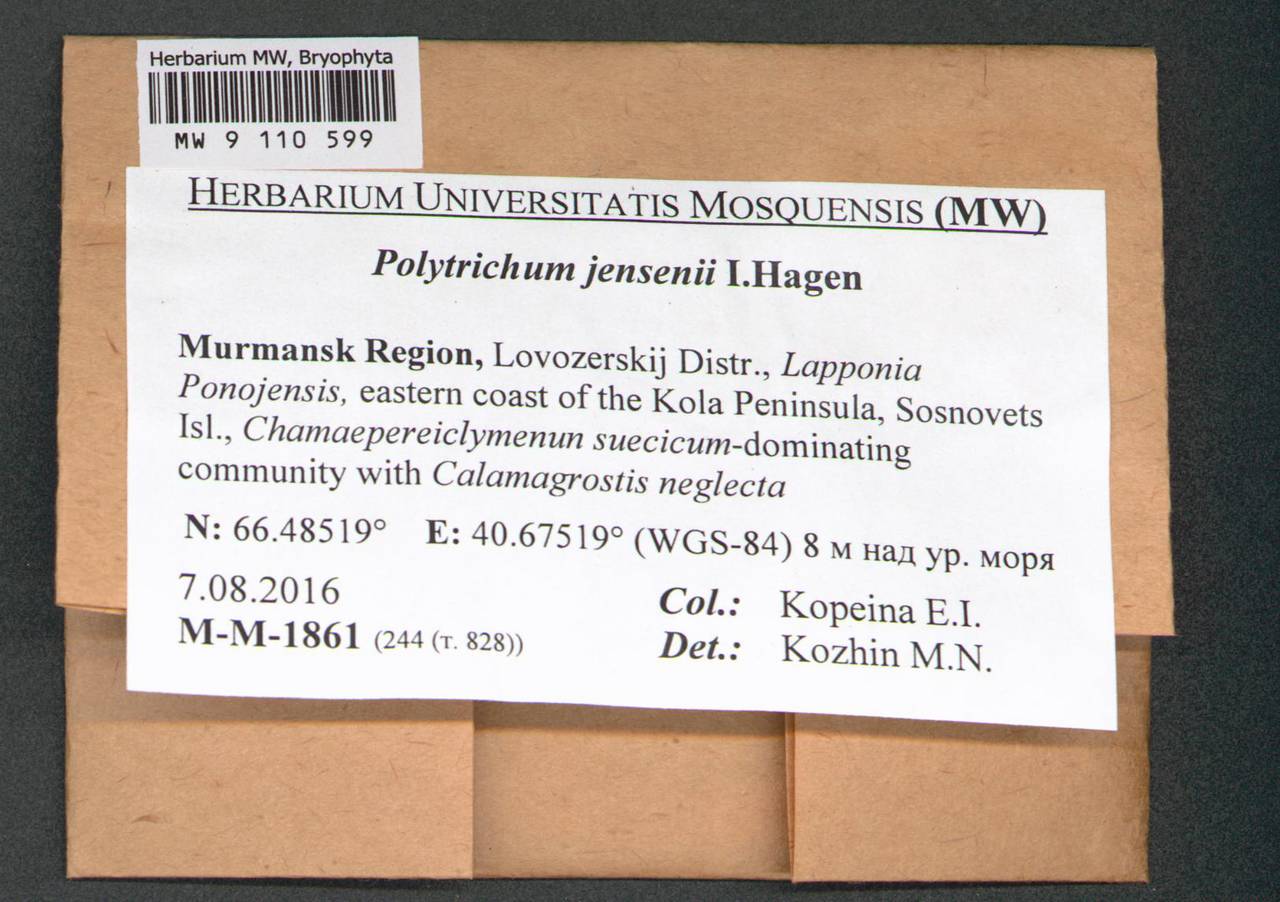 Herbarium MW, Bryophyta
MW 9 110 599
HERBARIUM UNIVERSITATIS MOSQUENSIS (MW)
Polytrichum jensenii I.Hagen
Murmansk Region, Lovozerskij Distr., Lapponia
Ponojensis, eastern coast of the Kola Peninsula, Sosnovets
Isl., Chamaepereiclymenun suecicum-dominating
community with Calamagrostis neglecta
N: 66.48519° E: 40.67519° (WGS-84) 8 м над ур. моря
7.08.2016 Col.: Kopeina E.I.
M-M-1861 (244 (т. 828)) Det.: Kozhin M.N.